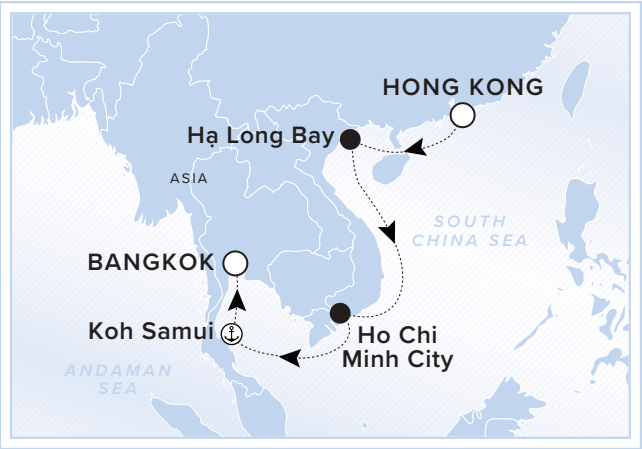 HONG KONG
Hạ Long Bay
ASIA
SOUTH
CHINA SEA
BANGKOK
Koh Samui
Ho Chi
Minh City
ANDAMAN
SEA